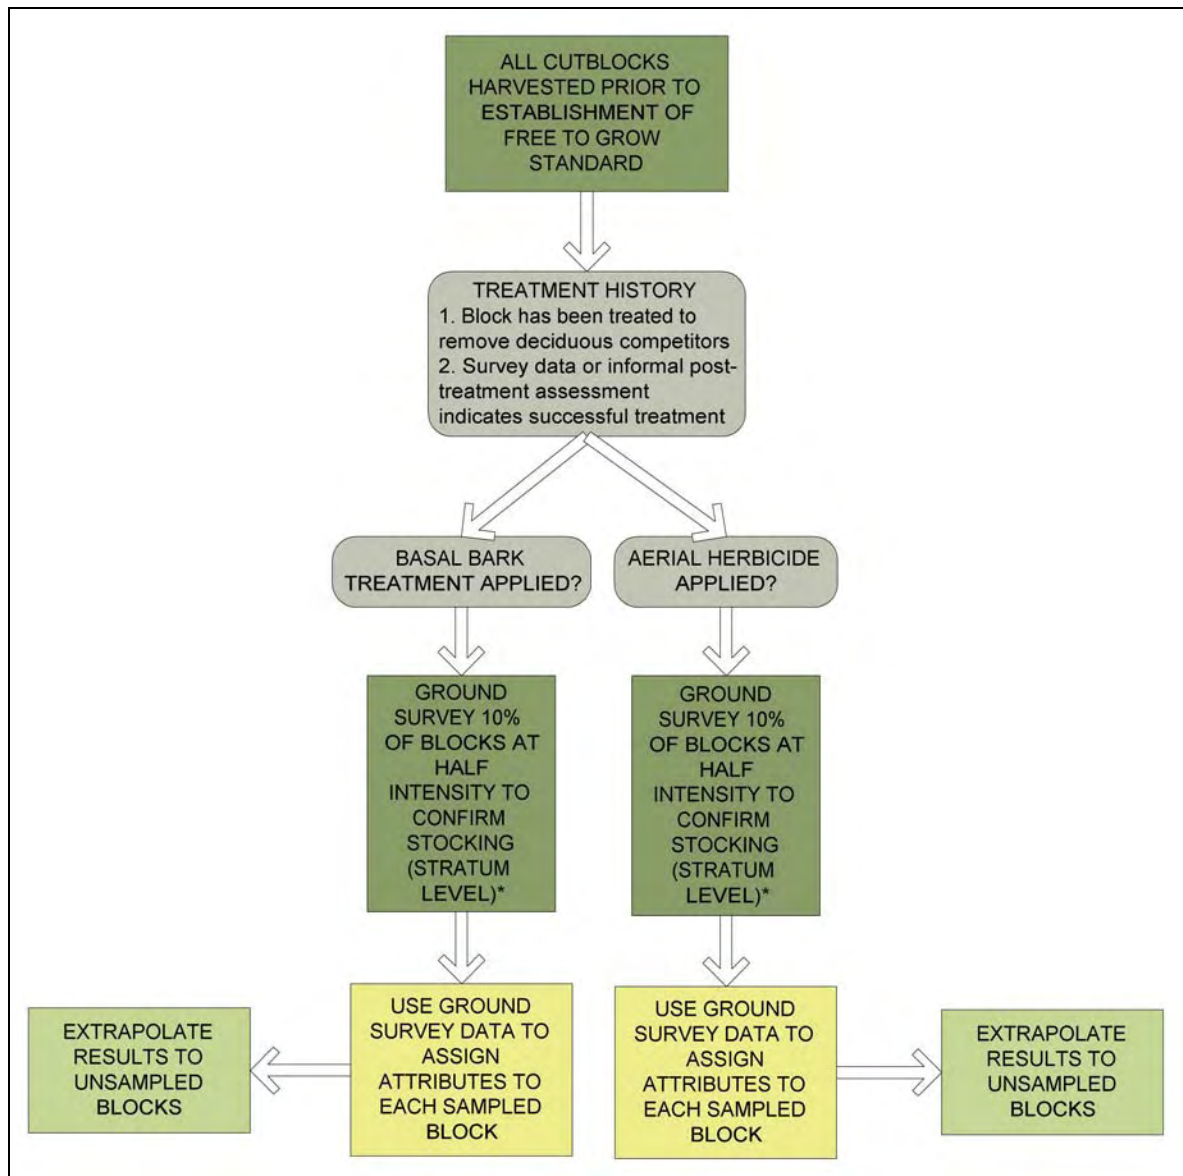 ALL CUTBLOCKS
HARVESTED PRIOR TO
ESTABLISHMENT OF
FREE TO GROW
STANDARD
TREATMENT HISTORY
1. Block has been treated to
remove deciduous competitors
2. Survey data or informal post-
treatment assessment
indicates successful treatment
BASAL BARK
TREATMENT APPLIED?
AERIAL HERBICIDE
APPLIED?
GROUND
SURVEY 10%
OF BLOCKS AT
HALF
INTENSITY TO
CONFIRM
STOCKING
(STRATUM
LEVEL)*
GROUND
SURVEY 10%
OF BLOCKS AT
HALF
INTENSITY TO
CONFIRM
STOCKING
(STRATUM
LEVEL)*
EXTRAPOLATE
RESULTS TO
UNSAMPLED
BLOCKS
USE GROUND
SURVEY DATA TO
ASSIGN
ATTRIBUTES TO
EACH SAMPLED
BLOCK
USE GROUND
SURVEY DATA TO
ASSIGN
ATTRIBUTES TO
EACH SAMPLED
BLOCK
EXTRAPOLATE
RESULTS TO
UNSAMPLED
BLOCKS